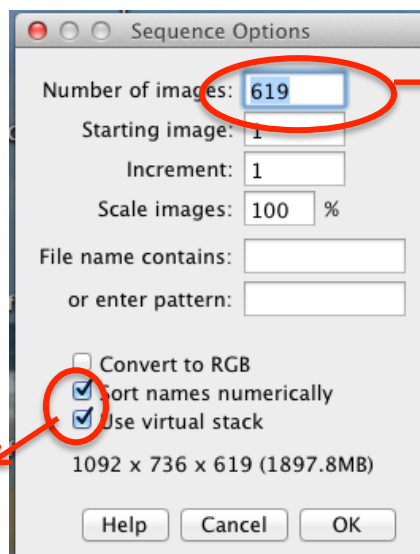 Sequence Options
Number of images: 619
Starting image: 1
Increment: 1
Scale images: 100 %
File name contains:
or enter pattern:
Convert to RGB
Sort names numerically
Use virtual stack
1092 x 736 x 619 (1897.8MB)
Help Cancel OK